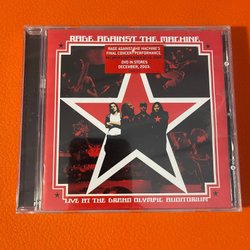 RAGE AGAINST THE MACHINE
RAGE AGAINST THE MACHINE'S
FINAL CONCERT PERFORMANCE
DVD IN STORES
DECEMBER, 2003.
"LIVE AT THE GRAND OLYMPIC AUDITORIUM"